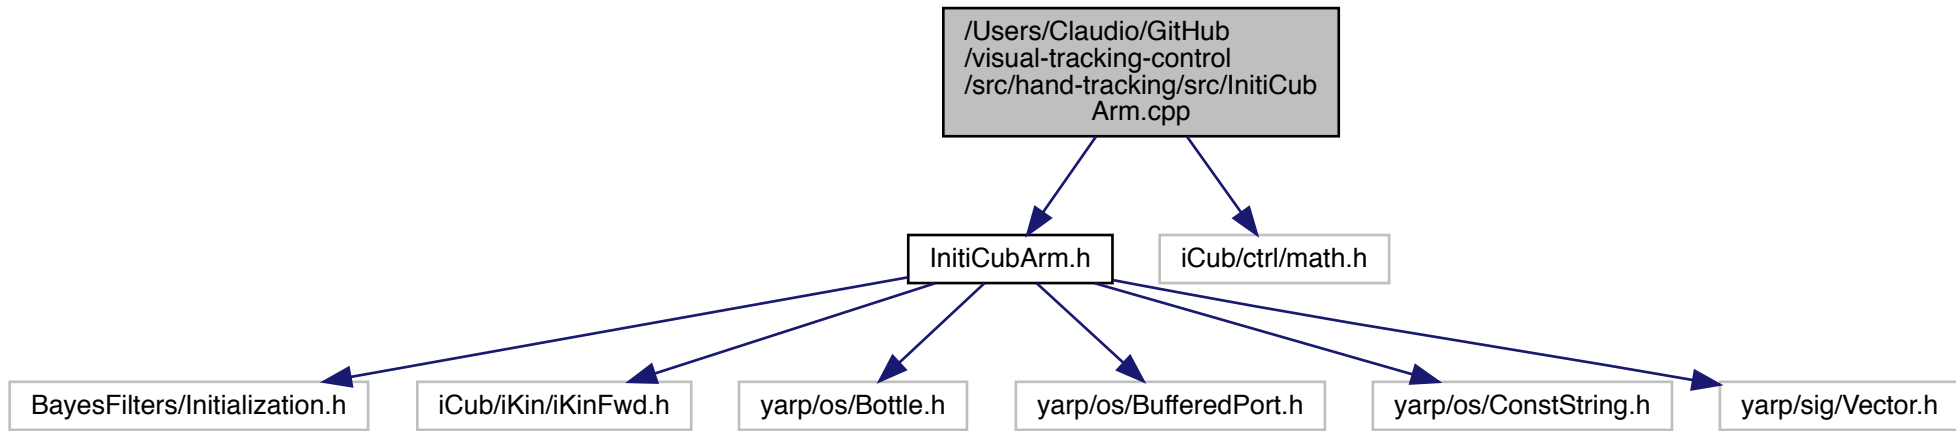 /Users/Claudio/GitHub
/visual-tracking-control
/src/hand-tracking/src/InitiCub
Arm.cpp
InitiCubArm.h
iCub/ctrl/math.h
BayesFilters/Initialization.h
iCub/iKin/iKinFwd.h
yarp/os/Bottle.h
yarp/os/BufferedPort.h
yarp/os/ConstString.h
yarp/sig/Vector.h